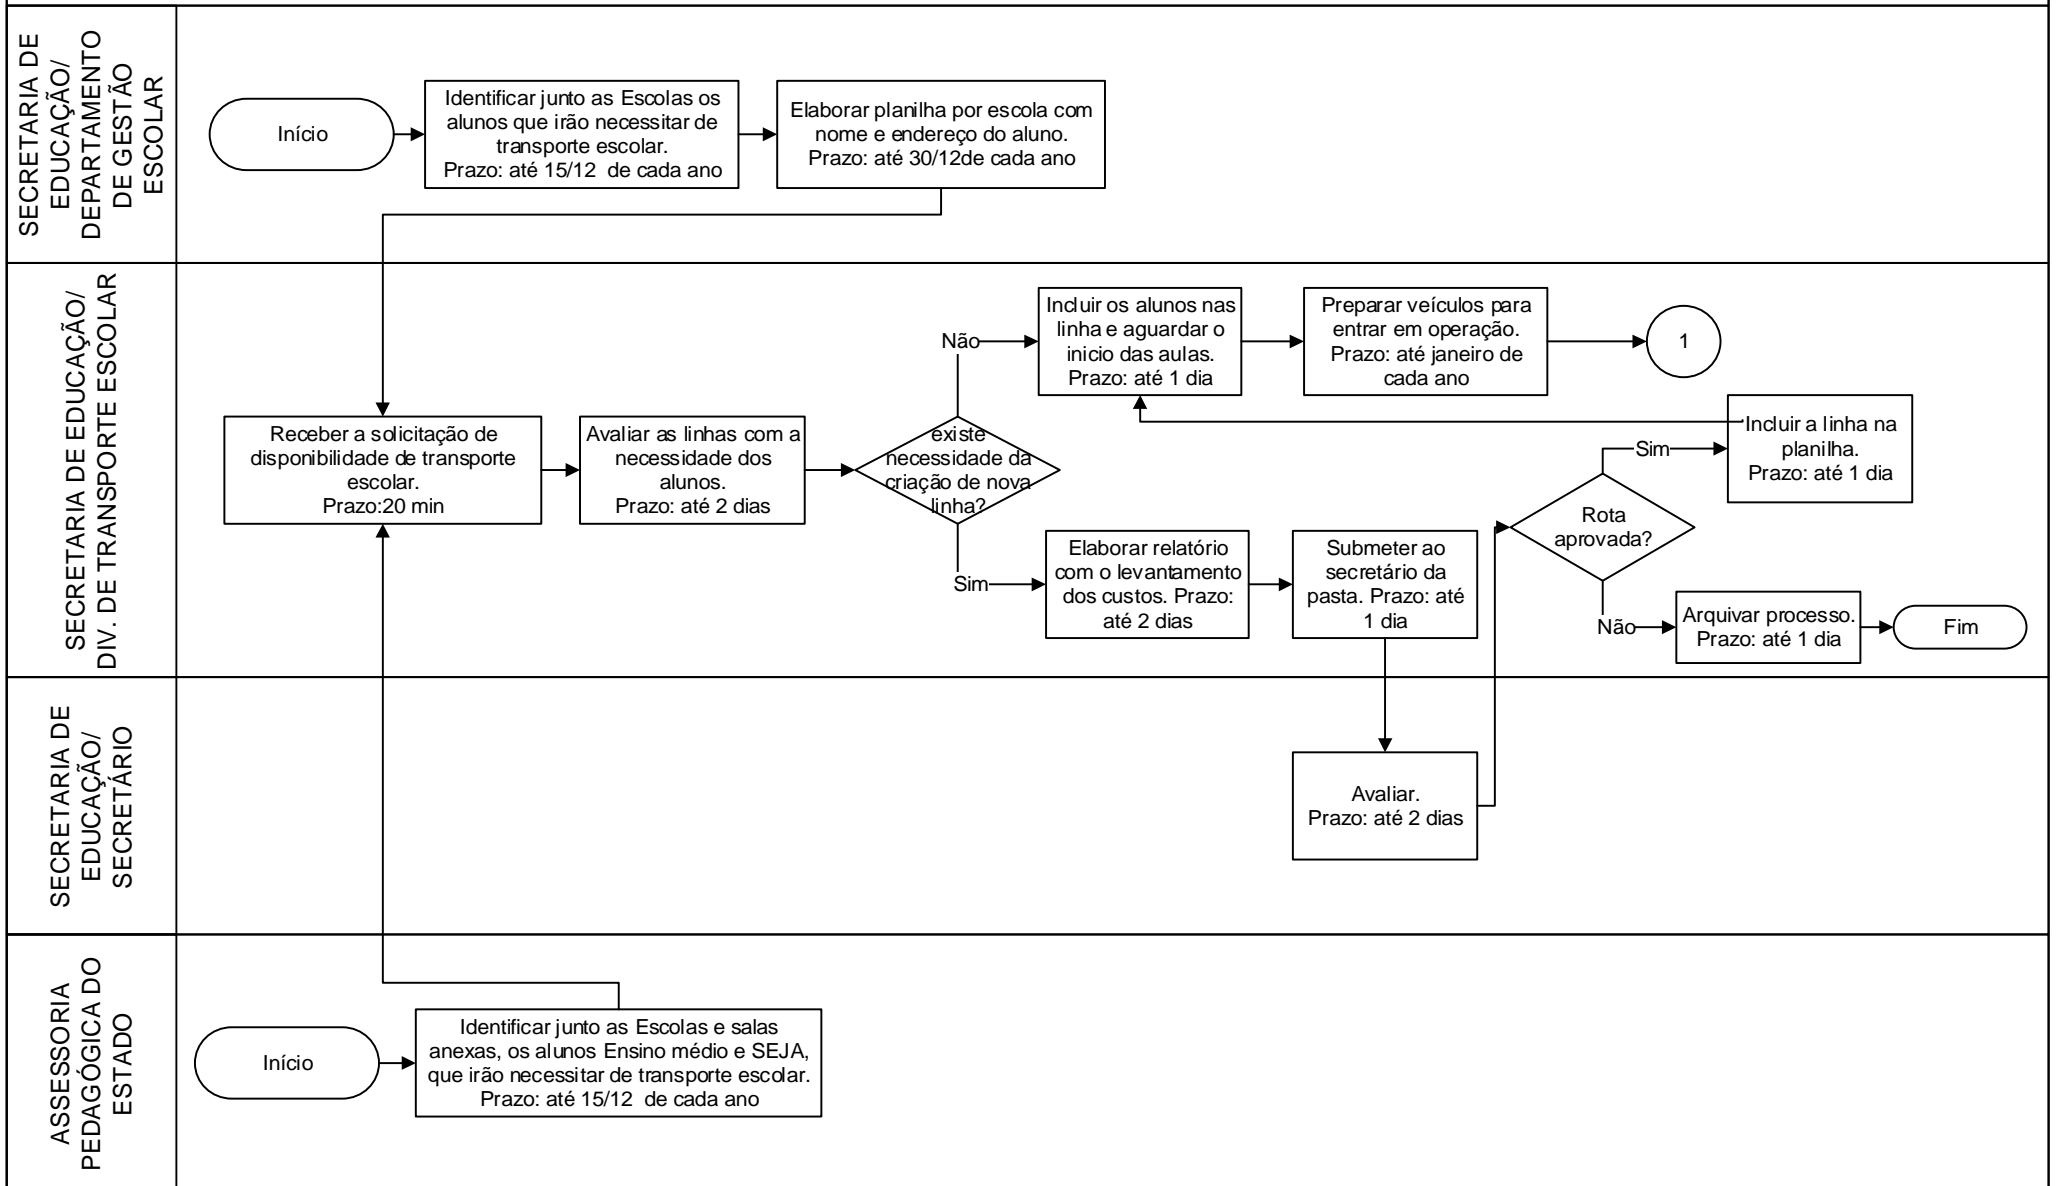 SECRETARIA DE
EDUCAÇÃO/
DEPARTAMENTO
DE GESTÃO
ESCOLAR
Início
Identificar junto as Escolas os
alunos que irão necessitar de
transporte escolar.
Prazo: até 15/12 de cada ano
Elaborar planilha por escola com
nome e endereço do aluno.
Prazo: até 30/12de cada ano
SECRETARIA DE EDUCAÇÃO/
DIV. DE TRANSPORTE ESCOLAR
Receber a solicitação de
disponibilidade de transporte
escolar.
Prazo:20 min
Avaliar as linhas com a
necessidade dos
alunos.
Prazo: até 2 dias
existe
necessidade da
criação de nova
linha?
Não
Incluir os alunos nas
linha e aguardar o
inicio das aulas.
Prazo: até 1 dia
Preparar veículos para
entrar em operação.
Prazo: até janeiro de
cada ano
1
Sim
Elaborar relatório
com o levantamento
dos custos. Prazo:
até 2 dias
Submeter ao
secretário da
pasta. Prazo: até
1 dia
Rota
aprovada?
Sim
Incluir a linha na
planilha.
Prazo: até 1 dia
Não
Arquivar processo.
Prazo: até 1 dia
Fim
SECRETARIA DE
EDUCAÇÃO/
SECRETÁRIO
Avaliar.
Prazo: até 2 dias
ASSESSORIA
PEDAGÓGICA DO
ESTADO
Início
Identificar junto as Escolas e salas
anexas, os alunos Ensino médio e SEJA,
que irão necessitar de transporte escolar.
Prazo: até 15/12 de cada ano